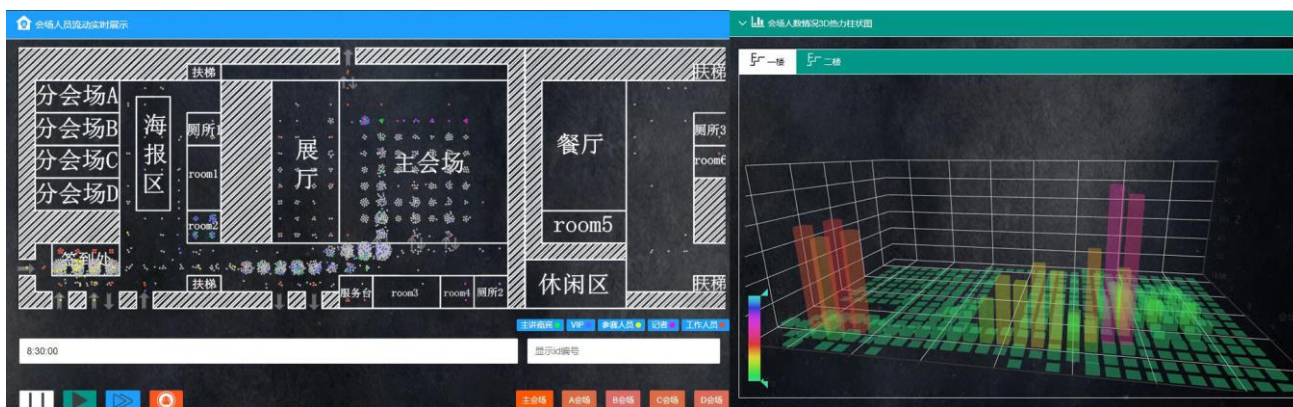 会场人员流动实时展示
扶梯
扶梯
分会场A
分会场B
分会场C
分会场D
海报区
厕所1
room1
room2
展厅
主会场
餐厅
厕所3
room6
room5
签到处
扶梯
服务台
room3
room4
厕所2
休闲区
扶梯
主讲嘉宾
VIP
参赛人员
记者
工作人员
8:30:00
显示id编号
主会场
A会场
B会场
C会场
D会场
会场人数情况3D热力柱状图
一楼
二楼